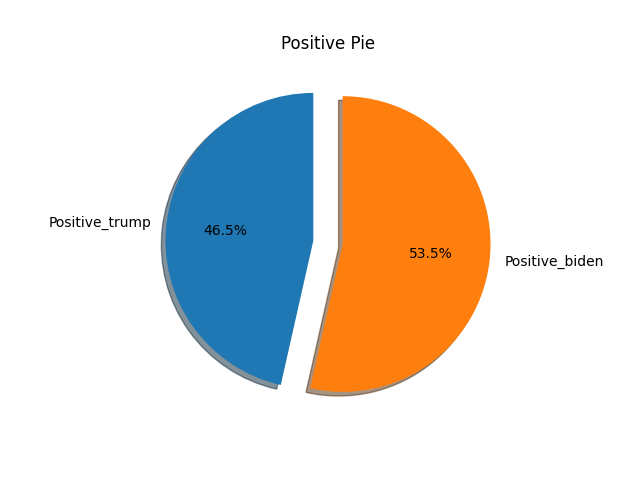 Positive Pie
Positive_trump
46.5%
53.5%
Positive_biden